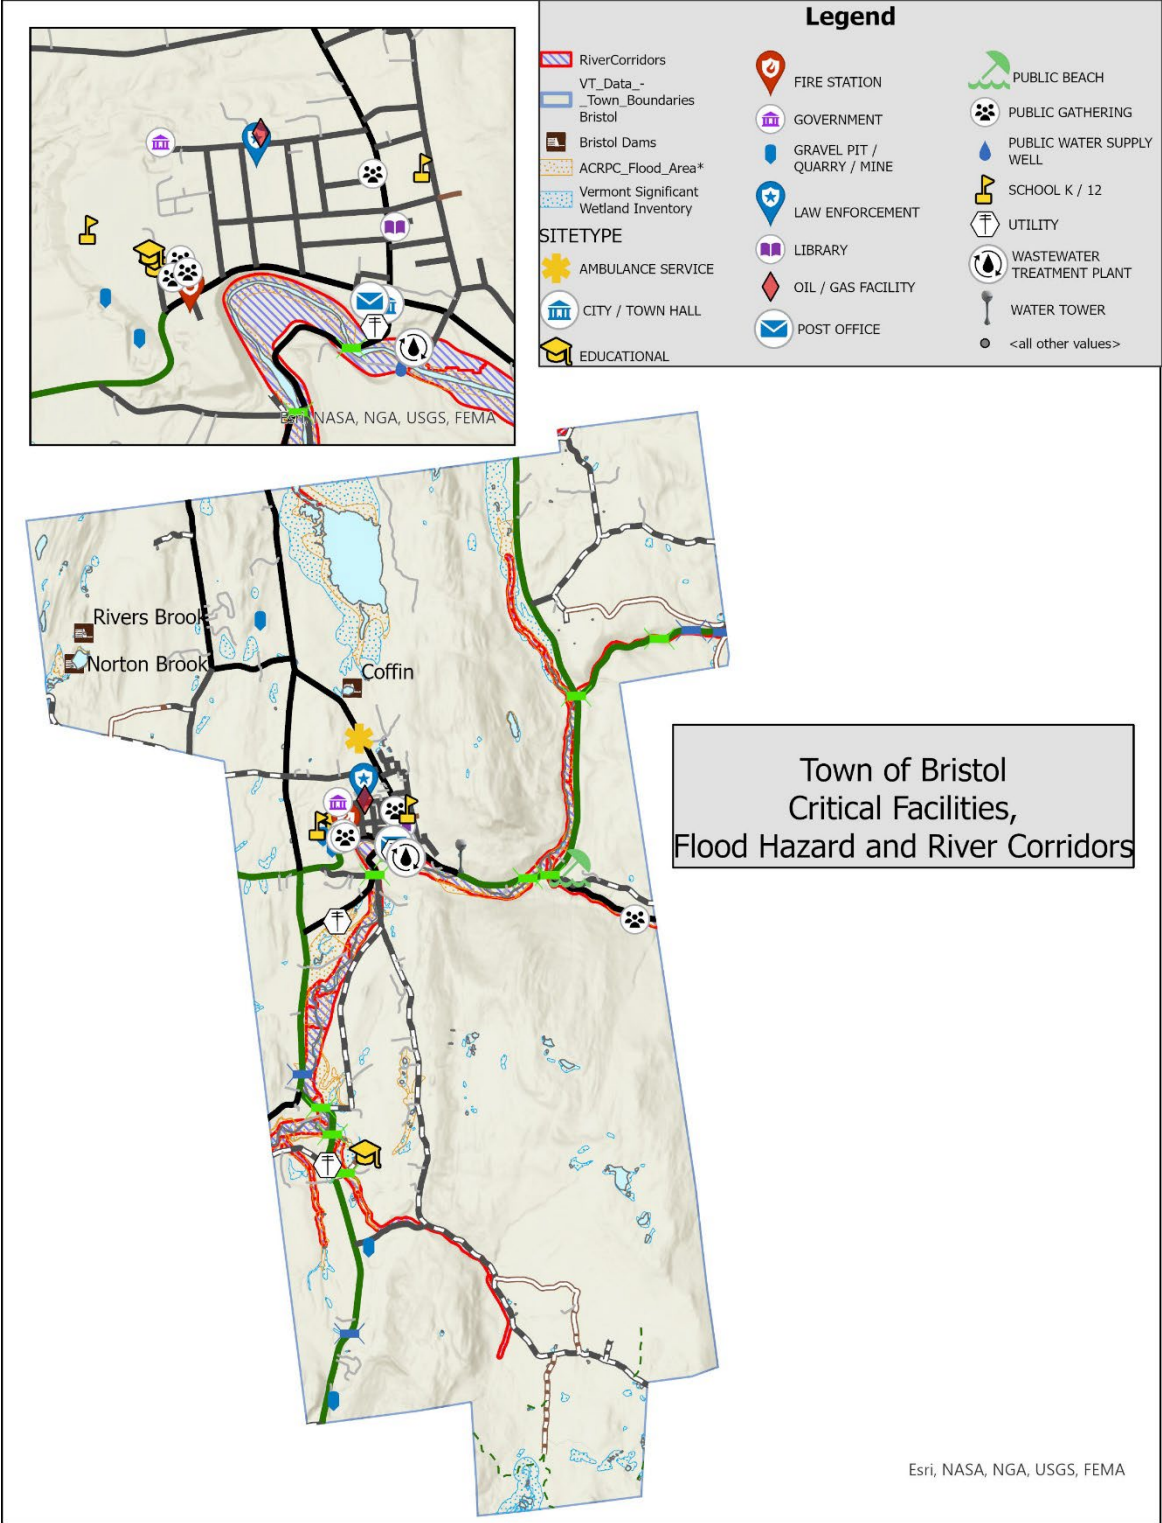 Legend
RiverCorridors
VT_Data_-
_Town_Boundaries
Bristol
Bristol Dams
ACRPC_Flood_Area*
Vermont Significant
Wetland Inventory
SITETYPE
AMBULANCE SERVICE
CITY / TOWN HALL
EDUCATIONAL
FIRE STATION
GOVERNMENT
GRAVEL PIT /
QUARRY / MINE
LAW ENFORCEMENT
LIBRARY
OIL / GAS FACILITY
POST OFFICE
PUBLIC BEACH
PUBLIC GATHERING
PUBLIC WATER SUPPLY
WELL
SCHOOL K / 12
UTILITY
WASTEWATER
TREATMENT PLANT
WATER TOWER
<all other values>
Esri, NASA, NGA, USGS, FEMA
Rivers Brook
Norton Brook
Coffin
Town of Bristol
Critical Facilities,
Flood Hazard and River Corridors
Esri, NASA, NGA, USGS, FEMA